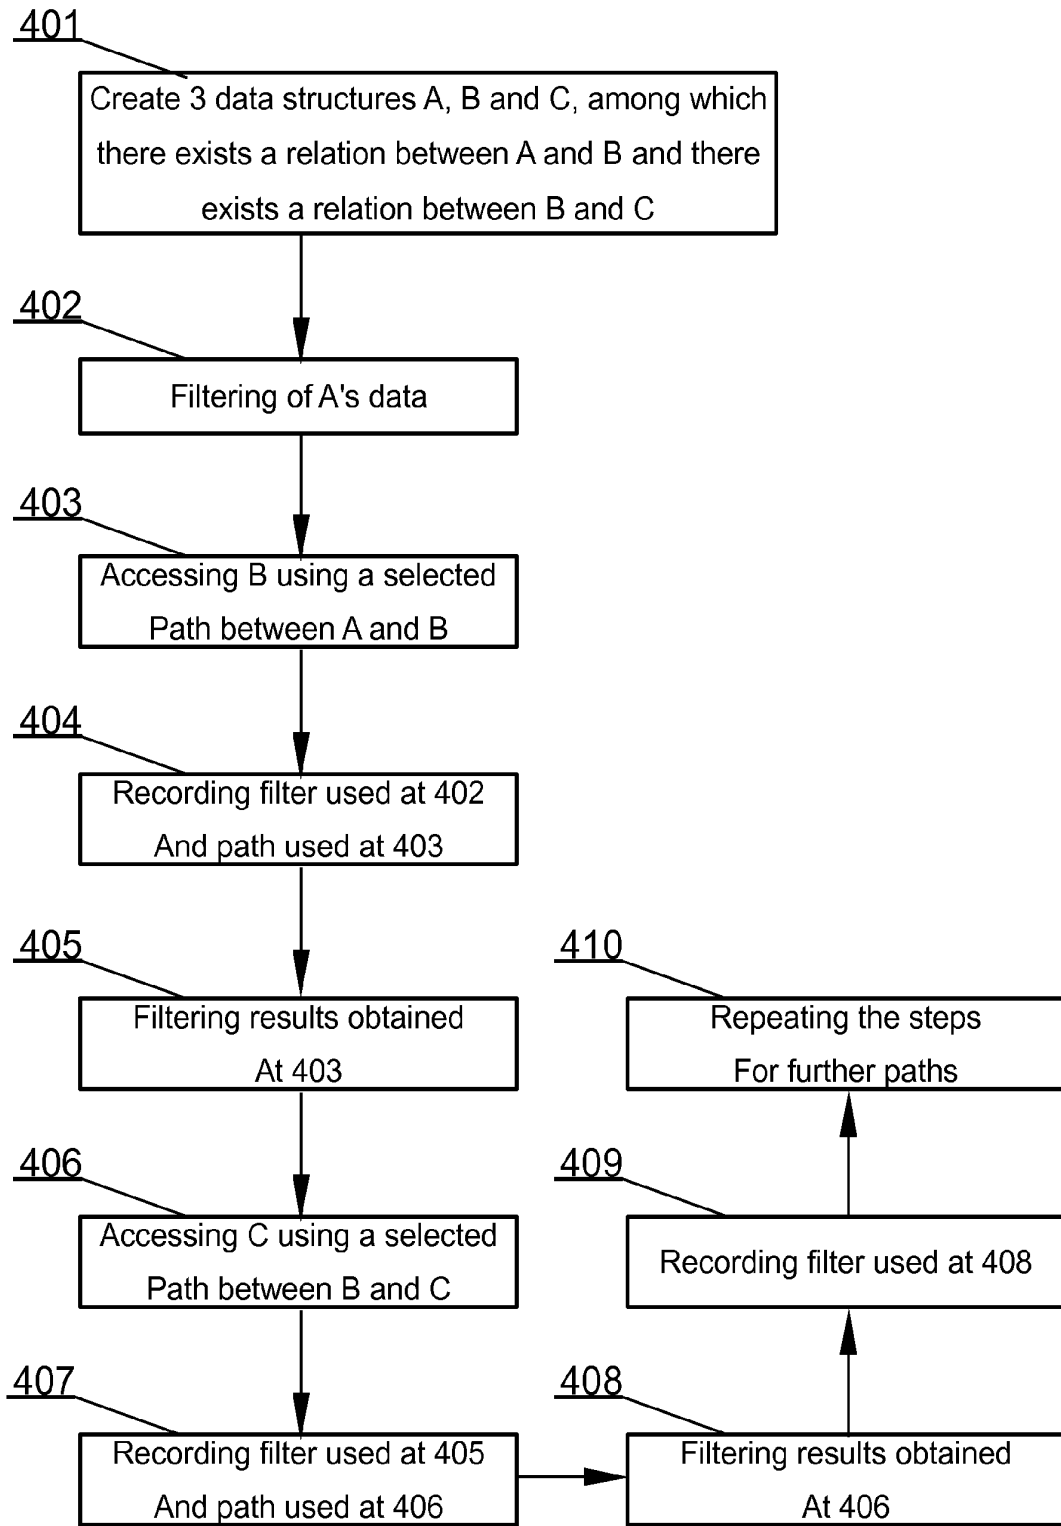 401
Create 3 data structures A, B and C, among which
there exists a relation between A and B and there
exists a relation between B and C
402
Filtering of A's data
403
Accessing B using a selected
Path between A and B
404
Recording filter used at 402
And path used at 403
405
Filtering results obtained
At 403
406
Accessing C using a selected
Path between B and C
407
Recording filter used at 405
And path used at 406
408
Filtering results obtained
At 406
409
Recording filter used at 408
410
Repeating the steps
For further paths